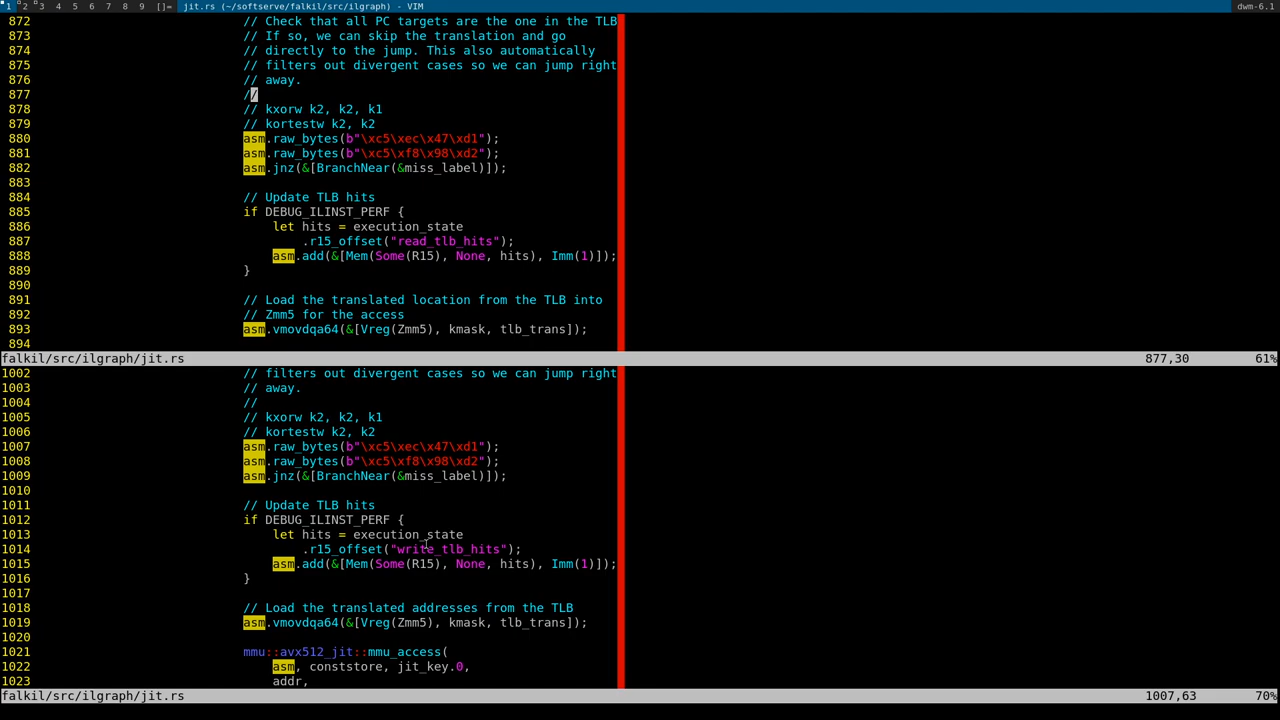 1 2 3 4 5 6 7 8 9 []= jit.rs (~/softserve/falkil/src/ilgraph) - VIM dwm-6.1
872 // Check that all PC targets are the one in the TLB
873 // If so, we can skip the translation and go
874 // directly to the jump. This also automatically
875 // filters out divergent cases so we can jump right
876 // away.
877 //
878 // kxorw k2, k2, k1
879 // kortestw k2, k2
880 asm.raw_bytes(b"\xc5\xec\x47\xd1");
881 asm.raw_bytes(b"\xc5\xf8\x98\xd2");
882 asm.jnz(&[BranchNear(&miss_label)]);
883
884 // Update TLB hits
885 if DEBUG_ILINST_PERF {
886 let hits = execution_state
887 .r15_offset("read_tlb_hits");
888 asm.add(&[Mem(Some(R15), None, hits), Imm(1)]);
889 }
890
891 // Load the translated location from the TLB into
892 // Zmm5 for the access
893 asm.vmovdqa64(&[Vreg(Zmm5), kmask, tlb_trans]);
894
falkil/src/ilgraph/jit.rs 877,30 61%
1002 // filters out divergent cases so we can jump right
1003 // away.
1004 //
1005 // kxorw k2, k2, k1
1006 // kortestw k2, k2
1007 asm.raw_bytes(b"\xc5\xec\x47\xd1");
1008 asm.raw_bytes(b"\xc5\xf8\x98\xd2");
1009 asm.jnz(&[BranchNear(&miss_label)]);
1010
1011 // Update TLB hits
1012 if DEBUG_ILINST_PERF {
1013 let hits = execution_state
1014 .r15_offset("write_tlb_hits");
1015 asm.add(&[Mem(Some(R15), None, hits), Imm(1)]);
1016 }
1017
1018 // Load the translated addresses from the TLB
1019 asm.vmovdqa64(&[Vreg(Zmm5), kmask, tlb_trans]);
1020
1021 mmu::avx512_jit::mmu_access(
1022 asm, conststore, jit_key.0,
1023 addr,
falkil/src/ilgraph/jit.rs 1007,63 70%